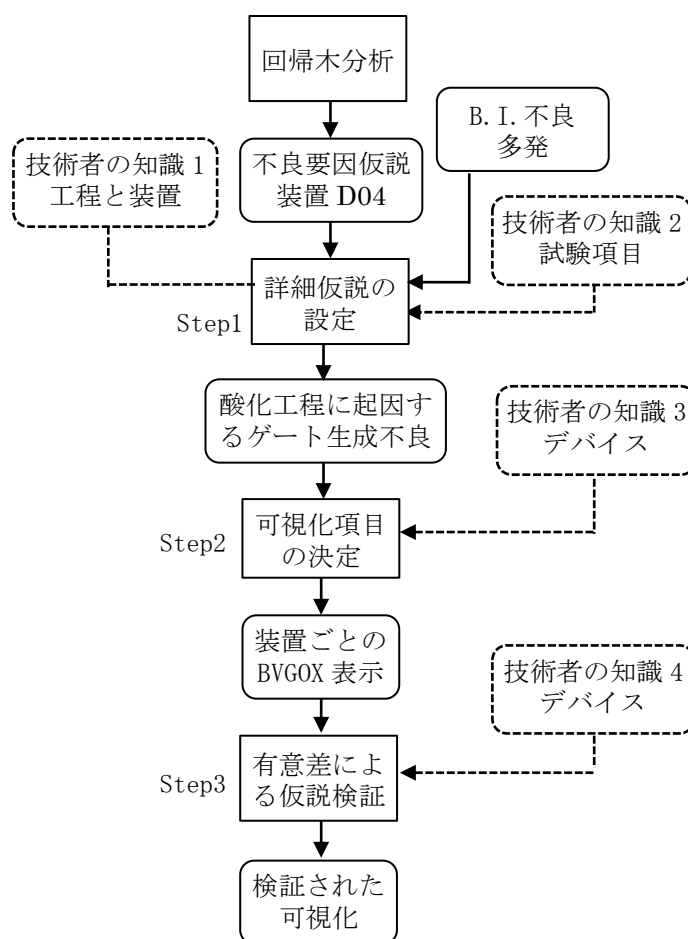 回帰木分析
B.I.不良
多発
技術者の知識1
工程と装置
不良要因仮説
装置 D04
技術者の知識2
試験項目
詳細仮説の
設定
Step1
酸化工程に起因す
るゲート生成不良
技術者の知識3
デバイス
可視化項目
の決定
Step2
装置ごとの
BVGOX 表示
技術者の知識4
デバイス
有意差によ
る仮説検証
Step3
検証された
可視化